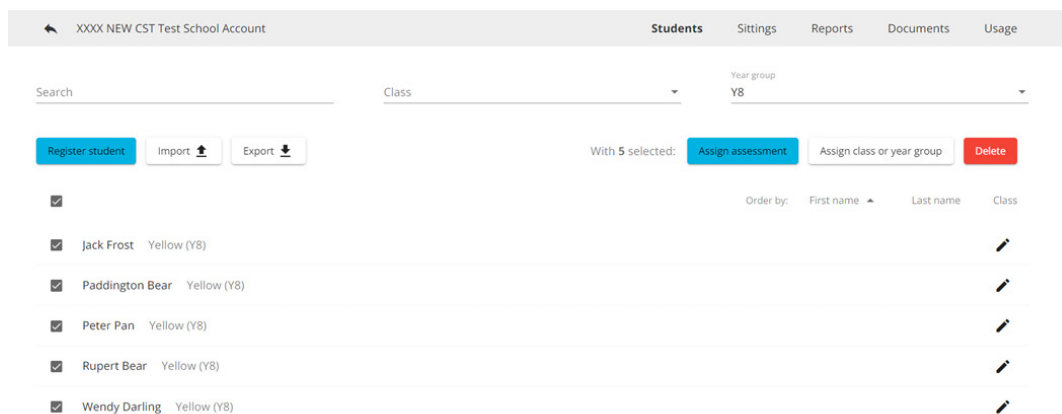 XXXX NEW CST Test School Account Students Sittings Reports Documents Usage
Year group
Search Class Y8
Register student Import Export With 5 selected: Assign assessment Assign class or year group Delete
Order by: First name Last name Class
Jack Frost Yellow (Y8)
Paddington Bear Yellow (Y8)
Peter Pan Yellow (Y8)
Rupert Bear Yellow (Y8)
Wendy Darling Yellow (Y8)